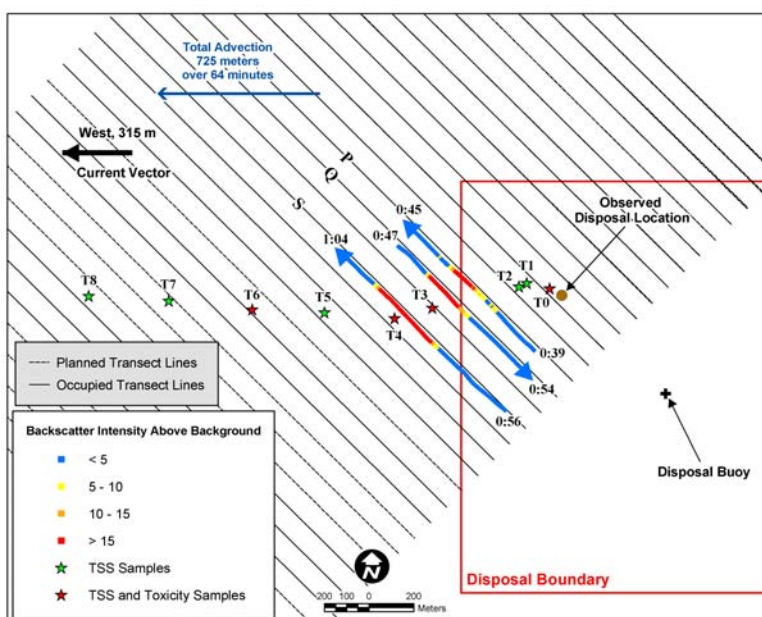 Total Advection
725 meters
over 64 minutes
West, 315 m
Current Vector
P
Q
S
0:45
0:47
1:04
Observed
Disposal Location
T8
T7
T6
T5
T4
T3
T2
T1
T0
0:39
0:54
0:56
Disposal Buoy
Planned Transect Lines
Occupied Transect Lines
Backscatter Intensity Above Background
< 5
5 - 10
10 - 15
> 15
TSS Samples
TSS and Toxicity Samples
N
200 100 0 200
Meters
Disposal Boundary